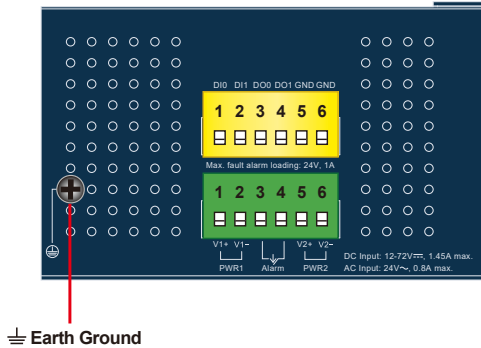 DI0 DI1 DO0 DO1 GND GND
1 2 3 4 5 6
Max. fault alarm loading: 24V, 1A
1 2 3 4 5 6
V1+ V1− V2+ V2−
PWR1 Alarm PWR2
DC Input: 12-72V⎓, 1.45A max.
AC Input: 24V~, 0.8A max.
Earth Ground